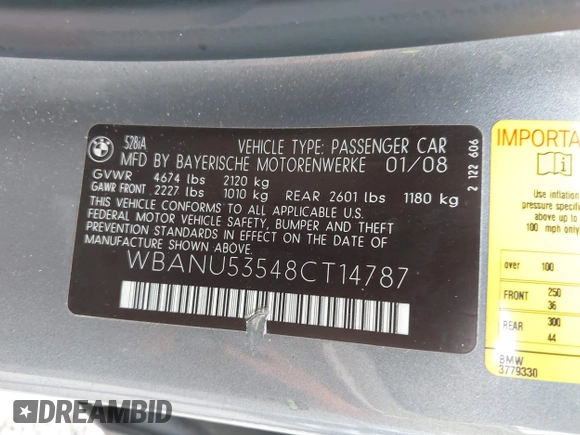 528iA
VEHICLE TYPE: PASSENGER CAR
MFD BY BAYERISCHE MOTORENWERKE 01/08
GVWR 4674 lbs 2120 kg
GAWR FRONT 2227 lbs 1010 kg REAR 2601 lbs 1180 kg
THIS VEHICLE CONFORMS TO ALL APPLICABLE U.S.
FEDERAL MOTOR VEHICLE SAFETY, BUMPER AND THEFT
PREVENTION STANDARDS IN EFFECT ON THE DATE OF
MANUFACTURE SHOWN ABOVE.
WBANU53548CT14787
2 122 606
IMPORTA
i
Use inflation
pressure specif
above up to
100 mph only
over 100
FRONT 250
36
REAR 300
44
BMW
3779330
DREAMBID